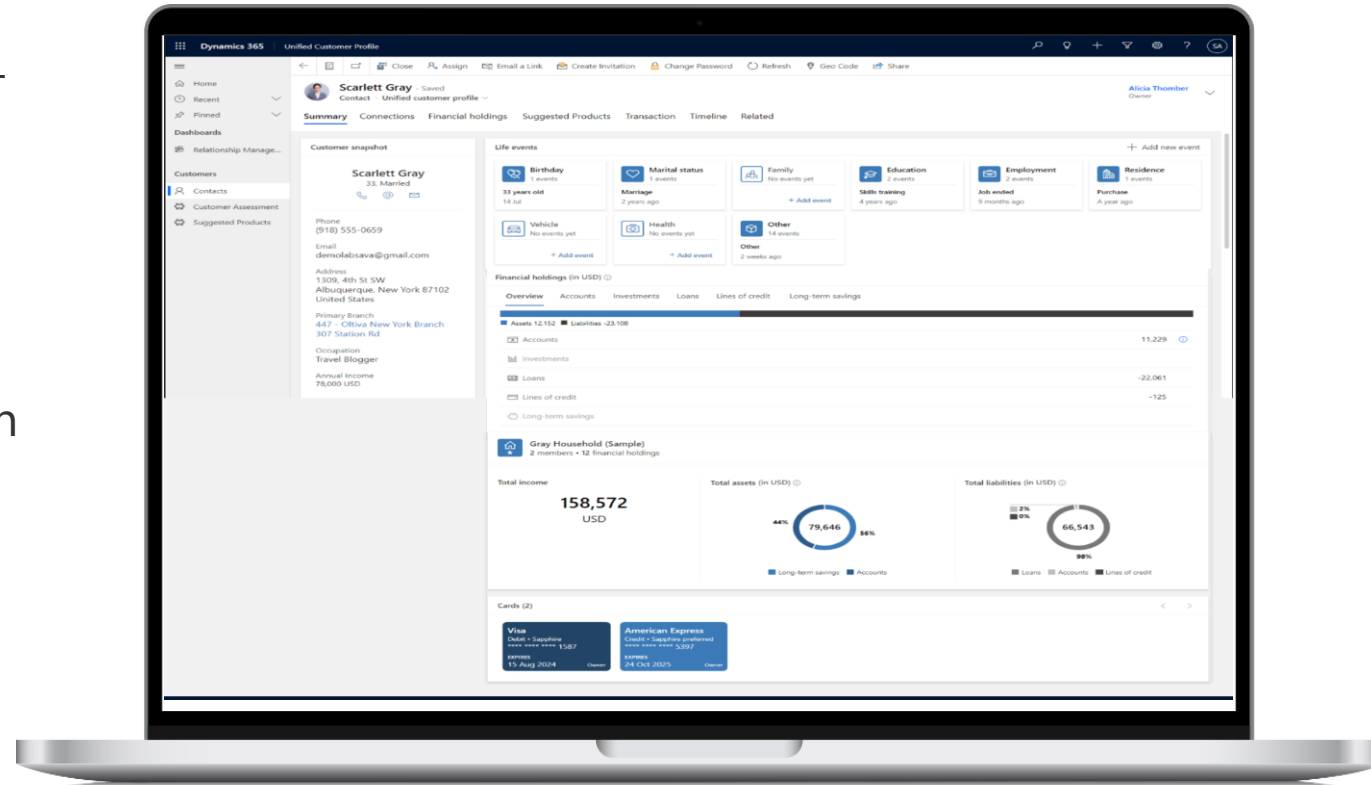 Dynamics 365 Unified Customer Profile ? SA
Close Assign Email a Link Create Invitation Change Password Refresh Geo Code Share
Home
Recent
Pinned
Dashboards
Relationship Manage...
Customers
Contacts
Customer Assessment
Suggested Products
n
Scarlett Gray - Saved
Contact · Unified customer profile
Alicia Thomber
Owner
Summary Connections Financial holdings Suggested Products Transaction Timeline Related
Customer snapshot
Scarlett Gray
33, Married
Phone
(918) 555-0659
Email
demolabsava@gmail.com
Address
1309, 4th St SW
Albuquerque, New York 87102
United States
Primary Branch
447 - Oltiva New York Branch
307 Station Rd
Occupation
Travel Blogger
Annual Income
78,000 USD
Life events + Add new event
Birthday
1 events
33 years old
14 Jul
Marital status
1 events
Marriage
2 years ago
Family
No events yet
+ Add event
Education
2 events
Skills training
4 years ago
Employment
2 events
Job ended
9 months ago
Residence
1 events
Purchase
A year ago
Vehicle
No events yet
+ Add event
Health
No events yet
+ Add event
Other
14 events
Other
2 weeks ago
Financial holdings (in USD)
Overview Accounts Investments Loans Lines of credit Long-term savings
Assets 12,152 Liabilities -23,108
Accounts 11,229
Investments
Loans -22,061
Lines of credit -125
Long-term savings
Gray Household (Sample)
2 members • 12 financial holdings
Total income
158,572
USD
Total assets (in USD)
44% 79,646 56%
Long-term savings Accounts
Total liabilities (in USD)
2%
0%
66,543
98%
Loans Accounts Lines of credit
Cards (2)
Visa
Debit • Sapphire
**** **** **** 1587
EXPIRES
15 Aug 2024 Owner
American Express
Credit • Sapphire preferred
**** **** **** 5397
EXPIRES
24 Oct 2025 Owner